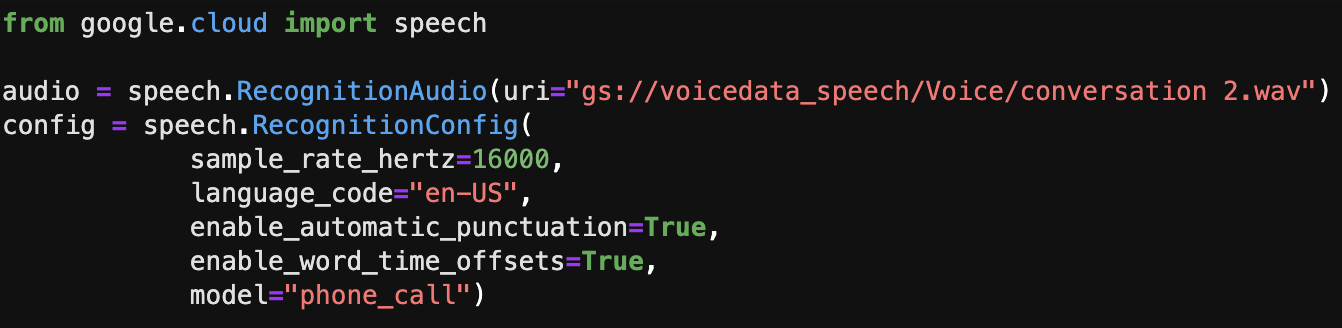 from google.cloud import speech

audio = speech.RecognitionAudio(uri="gs://voicedata_speech/Voice/conversation 2.wav")
config = speech.RecognitionConfig(
            sample_rate_hertz=16000,
            language_code="en-US",
            enable_automatic_punctuation=True,
            enable_word_time_offsets=True,
            model="phone_call")